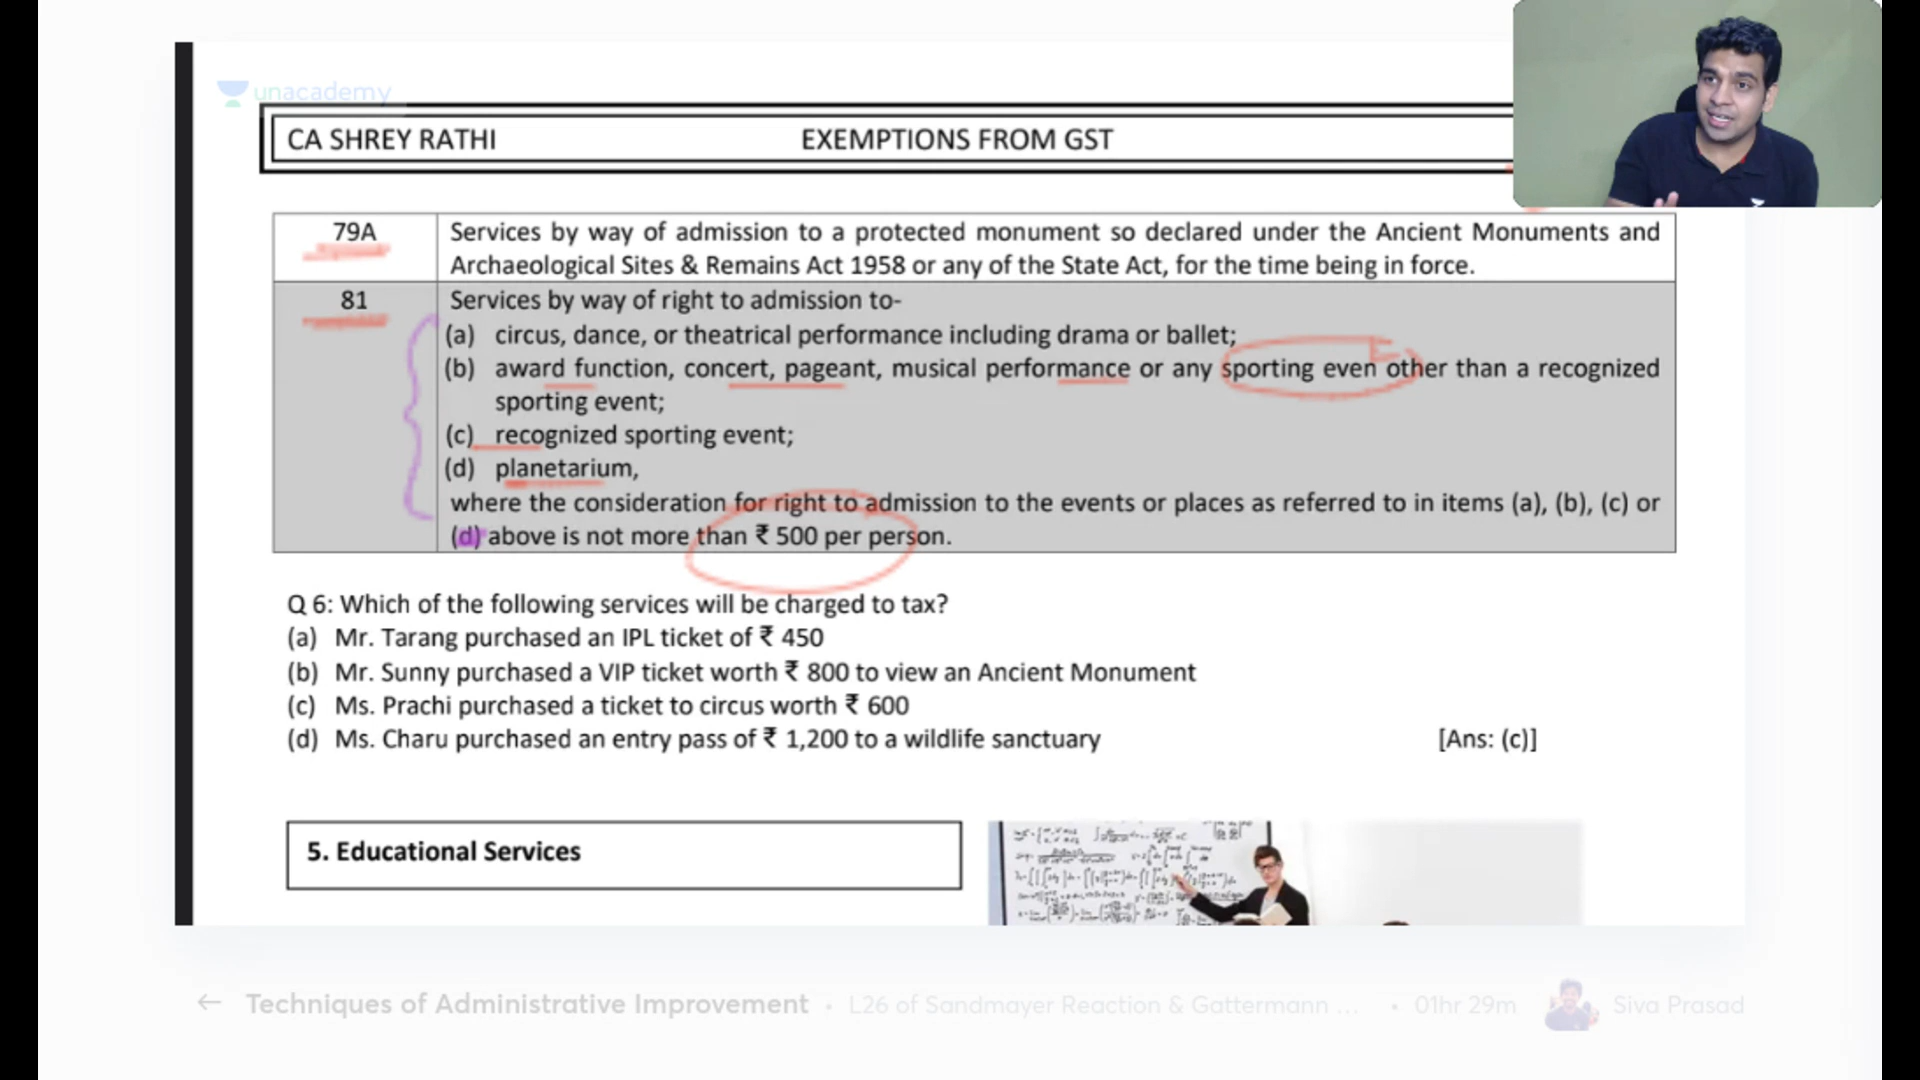 unacademy
CA SHREY RATHI EXEMPTIONS FROM GST
79A Services by way of admission to a protected monument so declared under the Ancient Monuments and
Archaeological Sites & Remains Act 1958 or any of the State Act, for the time being in force.
81 Services by way of right to admission to-
(a) circus, dance, or theatrical performance including drama or ballet;
(b) award function, concert, pageant, musical performance or any sporting even other than a recognized
sporting event;
(c) recognized sporting event;
(d) planetarium,
where the consideration for right to admission to the events or places as referred to in items (a), (b), (c) or
(d) above is not more than ₹ 500 per person.
Q 6: Which of the following services will be charged to tax?
(a) Mr. Tarang purchased an IPL ticket of ₹ 450
(b) Mr. Sunny purchased a VIP ticket worth ₹ 800 to view an Ancient Monument
(c) Ms. Prachi purchased a ticket to circus worth ₹ 600
(d) Ms. Charu purchased an entry pass of ₹ 1,200 to a wildlife sanctuary [Ans: (c)]
5. Educational Services
Techniques of Administrative Improvement • L26 of Sandmayer Reaction & Gattermann ... • 01hr 29m Siva Prasad